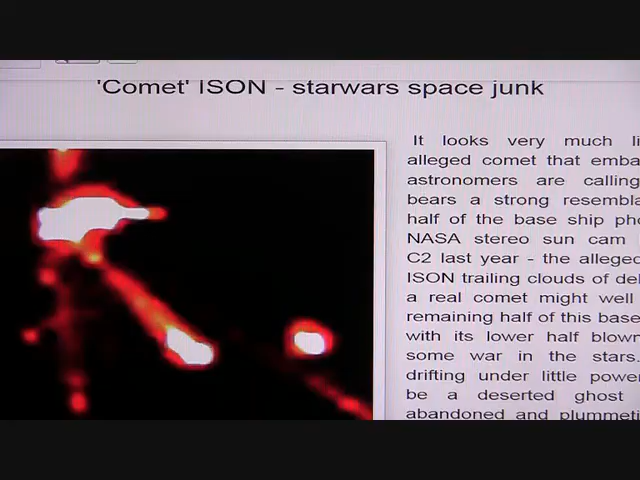 'Comet' ISON - starwars space junk
It looks very much
alleged comet that
astronomers are calling
bears a strong
half of the base ship
NASA stereo sun cam
C2 last year - the alleged
ISON trailing clouds of
a real comet might well
remaining half of this base
with its lower half blown
some war in the stars.
drifting under little
be a deserted ghost
abandoned and